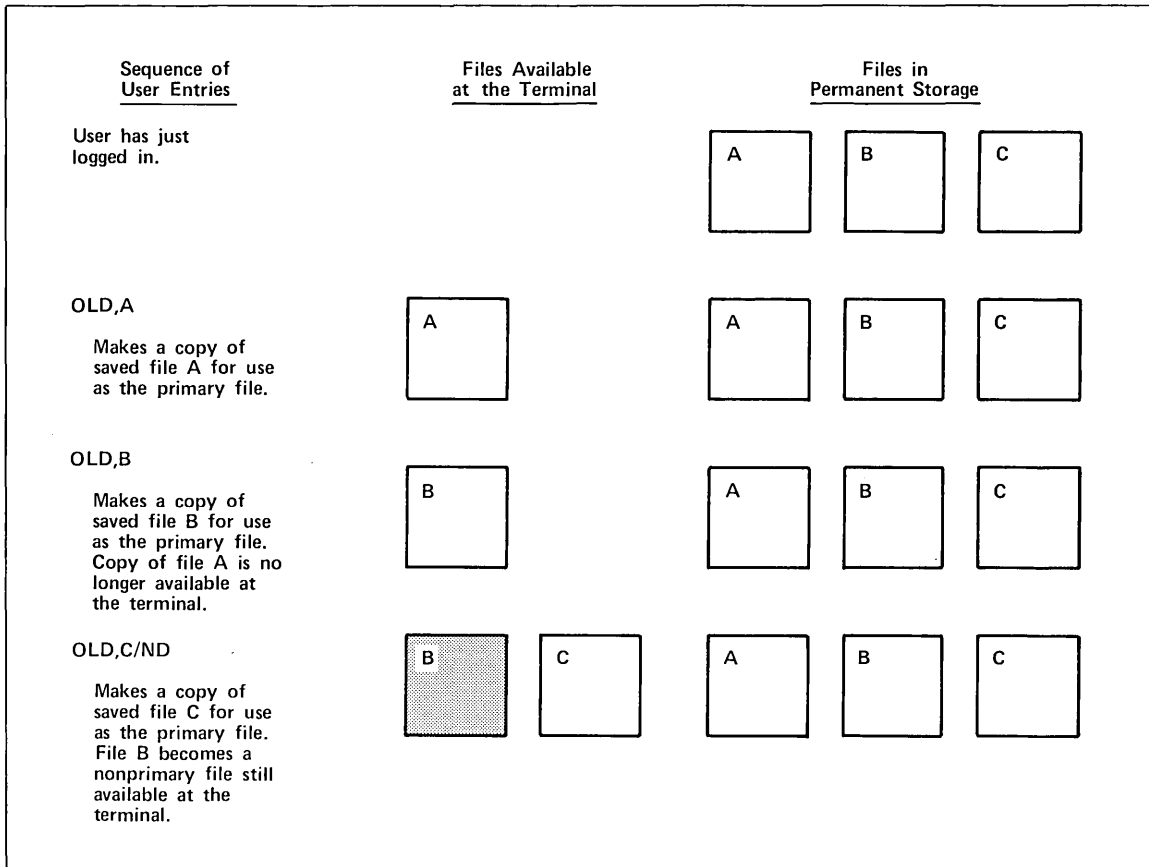 Sequence of
User Entries
Files Available
at the Terminal
Files in
Permanent Storage
User has just
logged in.
A
B
C
OLD,A
Makes a copy of
saved file A for use
as the primary file.
A
A
B
C
OLD,B
Makes a copy of
saved file B for use
as the primary file.
Copy of file A is no
longer available at
the terminal.
B
A
B
C
OLD,C/ND
Makes a copy of
saved file C for use
as the primary file.
File B becomes a
nonprimary file still
available at the
terminal.
B
C
A
B
C